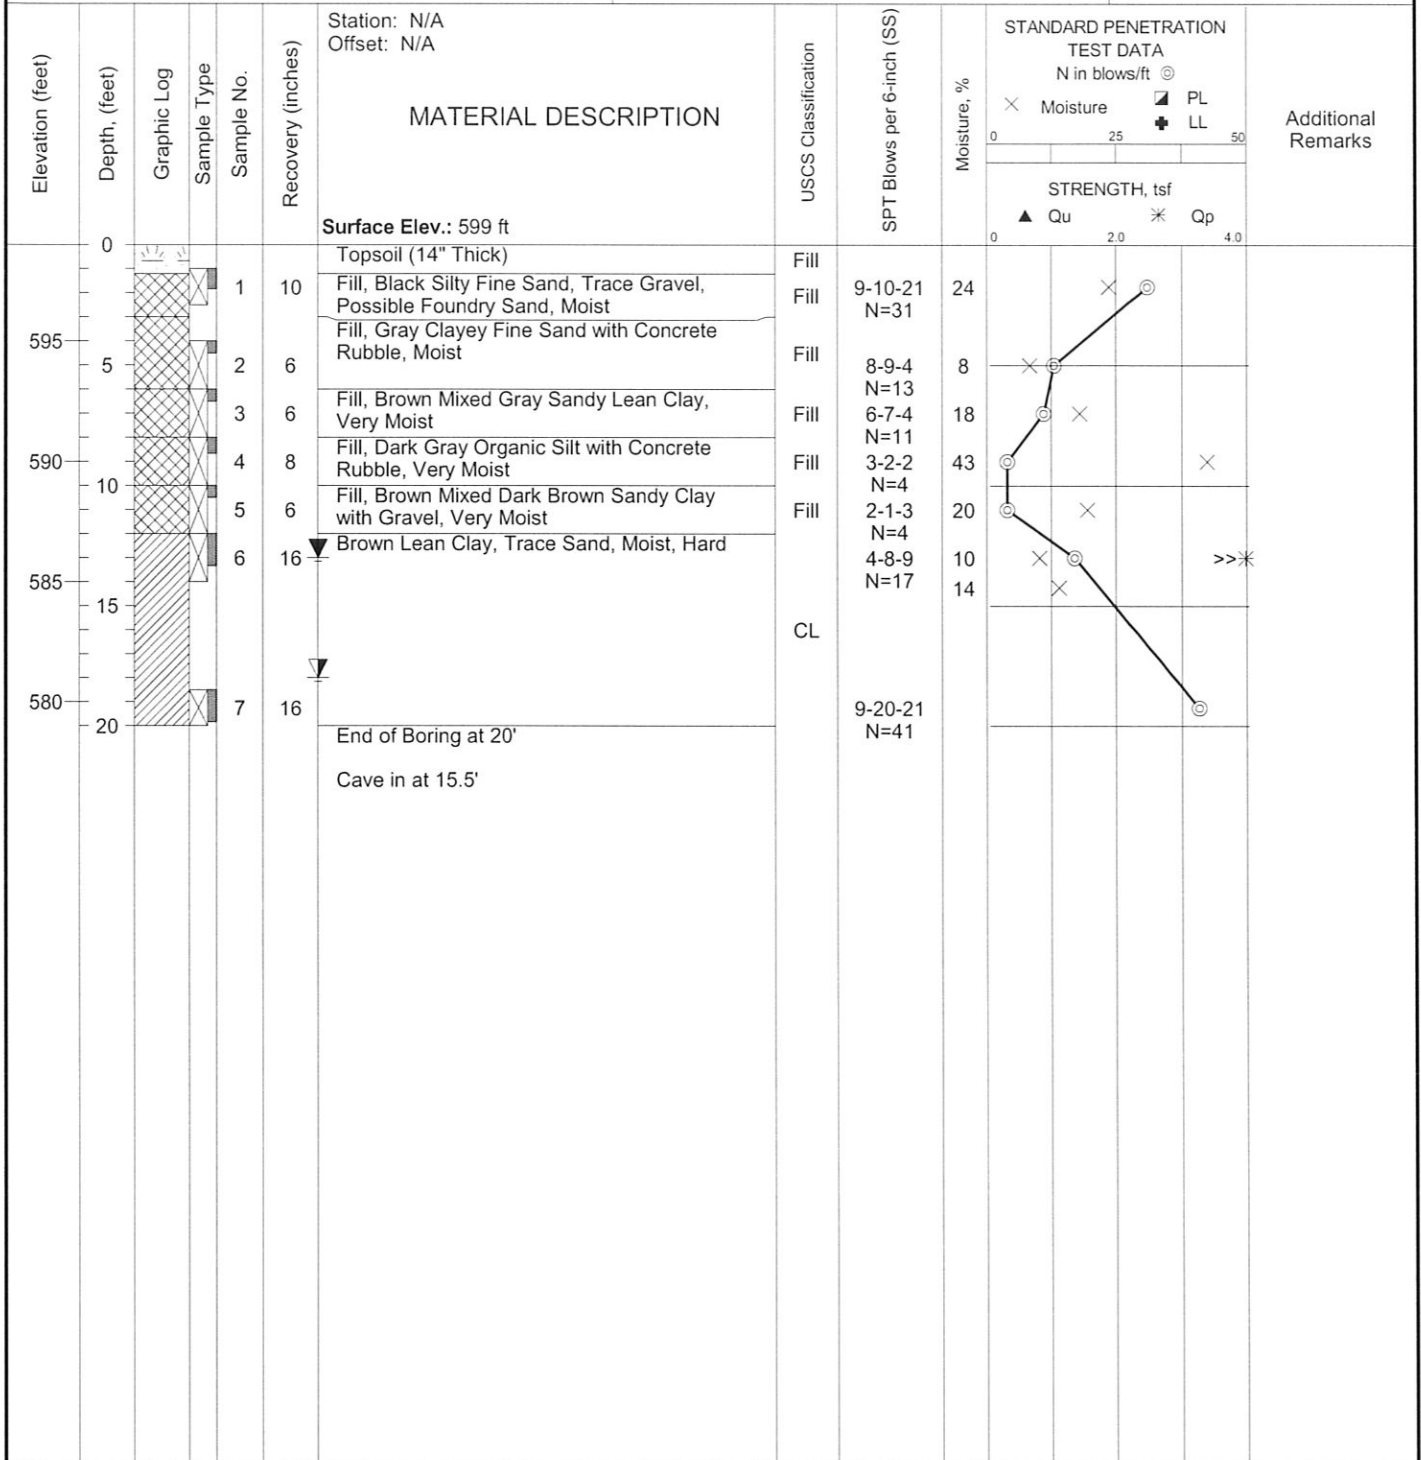 Station: N/A
Offset: N/A
Elevation (feet)
Depth, (feet)
Graphic Log
Sample Type
Sample No.
Recovery (inches)
MATERIAL DESCRIPTION
Surface Elev.: 599 ft
USCS Classification
SPT Blows per 6-inch (SS)
Moisture, %
STANDARD PENETRATION
TEST DATA
N in blows/ft
Moisture
PL
LL
0 25 50
STRENGTH, tsf
Qu Qp
0 2.0 4.0
Additional
Remarks
0
Topsoil (14" Thick)
Fill
1 10 Fill, Black Silty Fine Sand, Trace Gravel,
Possible Foundry Sand, Moist
Fill
9-10-21 24
N=31
595
5
Fill, Gray Clayey Fine Sand with Concrete
Rubble, Moist
Fill
2 6 8-9-4 8
N=13
Fill, Brown Mixed Gray Sandy Lean Clay,
Very Moist
3 6 Fill 6-7-4 18
N=11
Fill, Dark Gray Organic Silt with Concrete
Rubble, Very Moist
590 4 8 Fill 3-2-2 43
N=4
10
Fill, Brown Mixed Dark Brown Sandy Clay
with Gravel, Very Moist
5 6 Fill 2-1-3 20
N=4
Brown Lean Clay, Trace Sand, Moist, Hard
6 16 4-8-9 10 >>
N=17
585
14
15
CL
580 7 16 9-20-21
N=41
20
End of Boring at 20'
Cave in at 15.5'